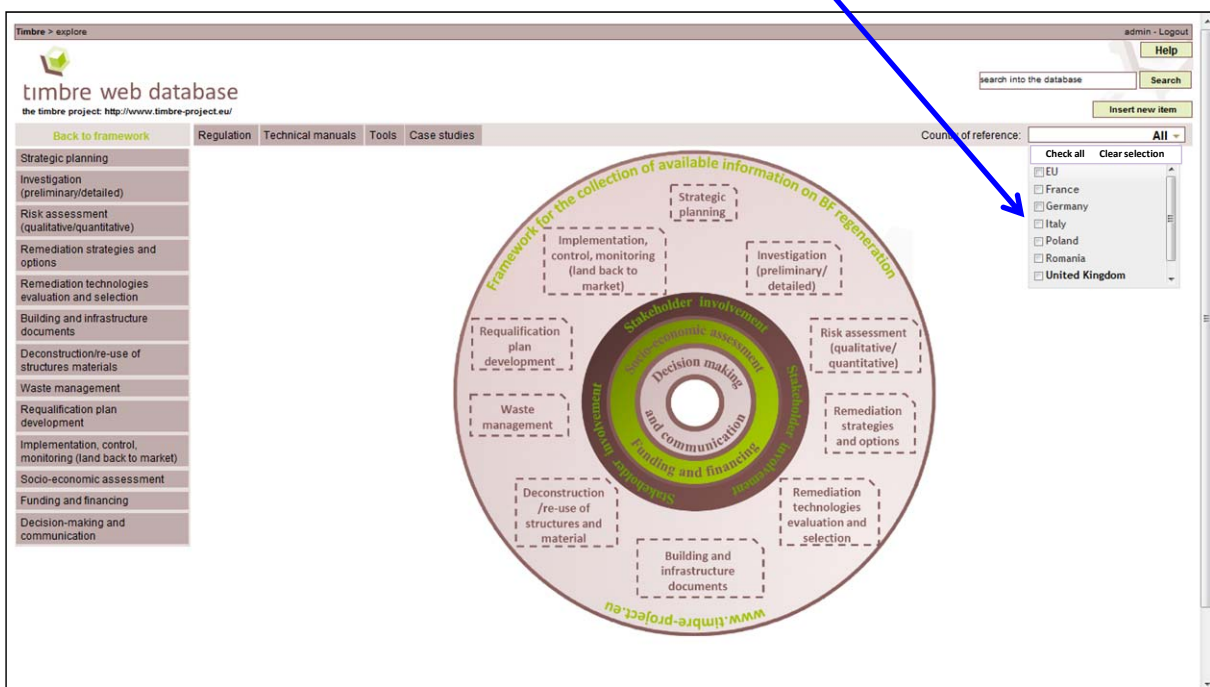 Timbre > explore
admin - Logout
Help
tımbre web database
search into the database
Search
the timbre project: http://www.timbre-project.eu/
Insert new item
Back to framework
Regulation
Technical manuals
Tools
Case studies
Country of reference:
All
Check all
Clear selection
EU
France
Germany
Italy
Poland
Romania
United Kingdom
Strategic planning
Investigation
(preliminary/detailed)
Risk assessment
(qualitative/quantitative)
Remediation strategies and
options
Remediation technologies
evaluation and selection
Building and infrastructure
documents
Deconstruction/re-use of
structures materials
Waste management
Requalification plan
development
Implementation, control,
monitoring (land back to market)
Socio-economic assessment
Funding and financing
Decision-making and
communication
Framework for the collection of available information on BF regeneration
Strategic
planning
Implementation,
control, monitoring
(land back to
market)
Investigation
(preliminary/
detailed)
Requalification
plan
development
Risk assessment
(qualitative/
quantitative)
Waste
management
Remediation
strategies
and options
Deconstruction
/re-use of
structures and
material
Remediation
technologies
evaluation and
selection
Building and
infrastructure
documents
Stakeholder involvement
Stakeholder involvement
Stakeholder involvement
Socio-economic assessment
Funding and financing
Decision making
and communication
www.timbre-project.eu